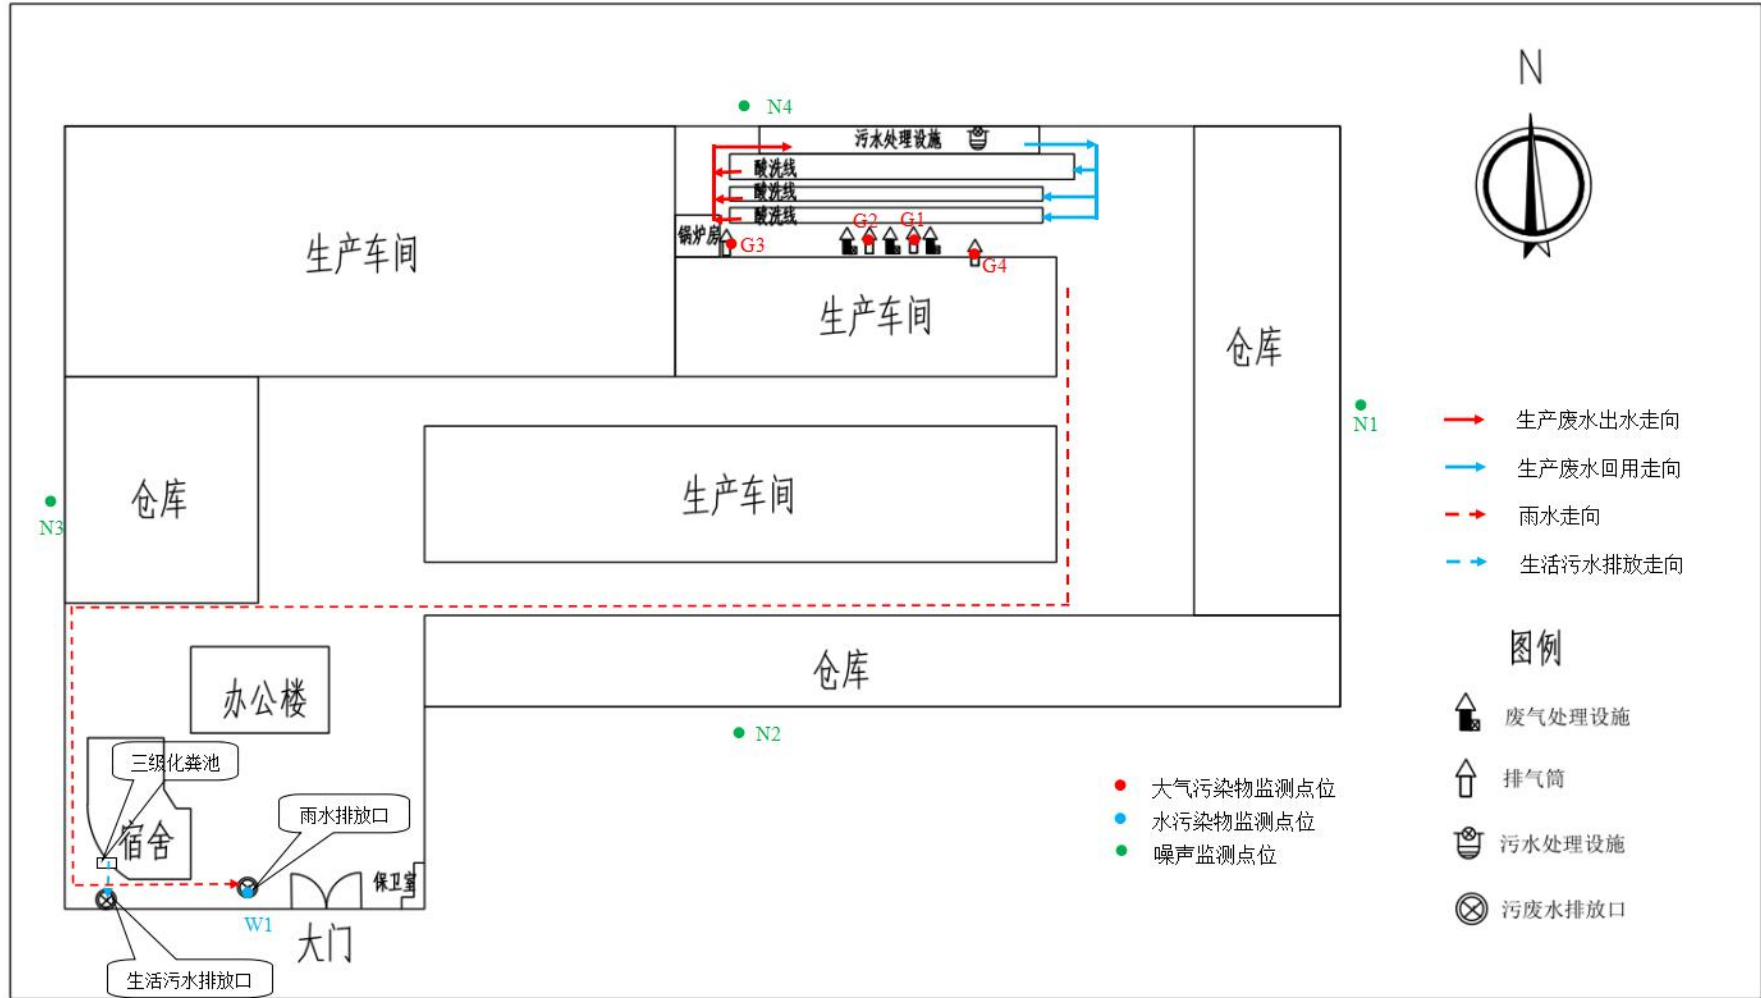 N
N4
污水处理设施
酸洗线
酸洗线
酸洗线
锅炉房
G3
G2
G1
G4
生产车间
生产车间
仓库
N1
生产废水出水走向
生产废水回用走向
雨水走向
生活污水排放走向
仓库
N3
生产车间
仓库
办公楼
N2
图例
废气处理设施
排气筒
污水处理设施
污废水排放口
大气污染物监测点位
水污染物监测点位
噪声监测点位
三级化粪池
雨水排放口
宿舍
保卫室
W1
大门
生活污水排放口